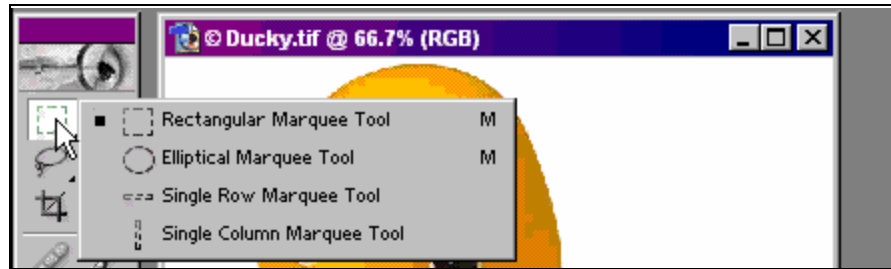 © Ducky.tif @ 66.7% (RGB)
Rectangular Marquee Tool M
Elliptical Marquee Tool M
Single Row Marquee Tool
Single Column Marquee Tool